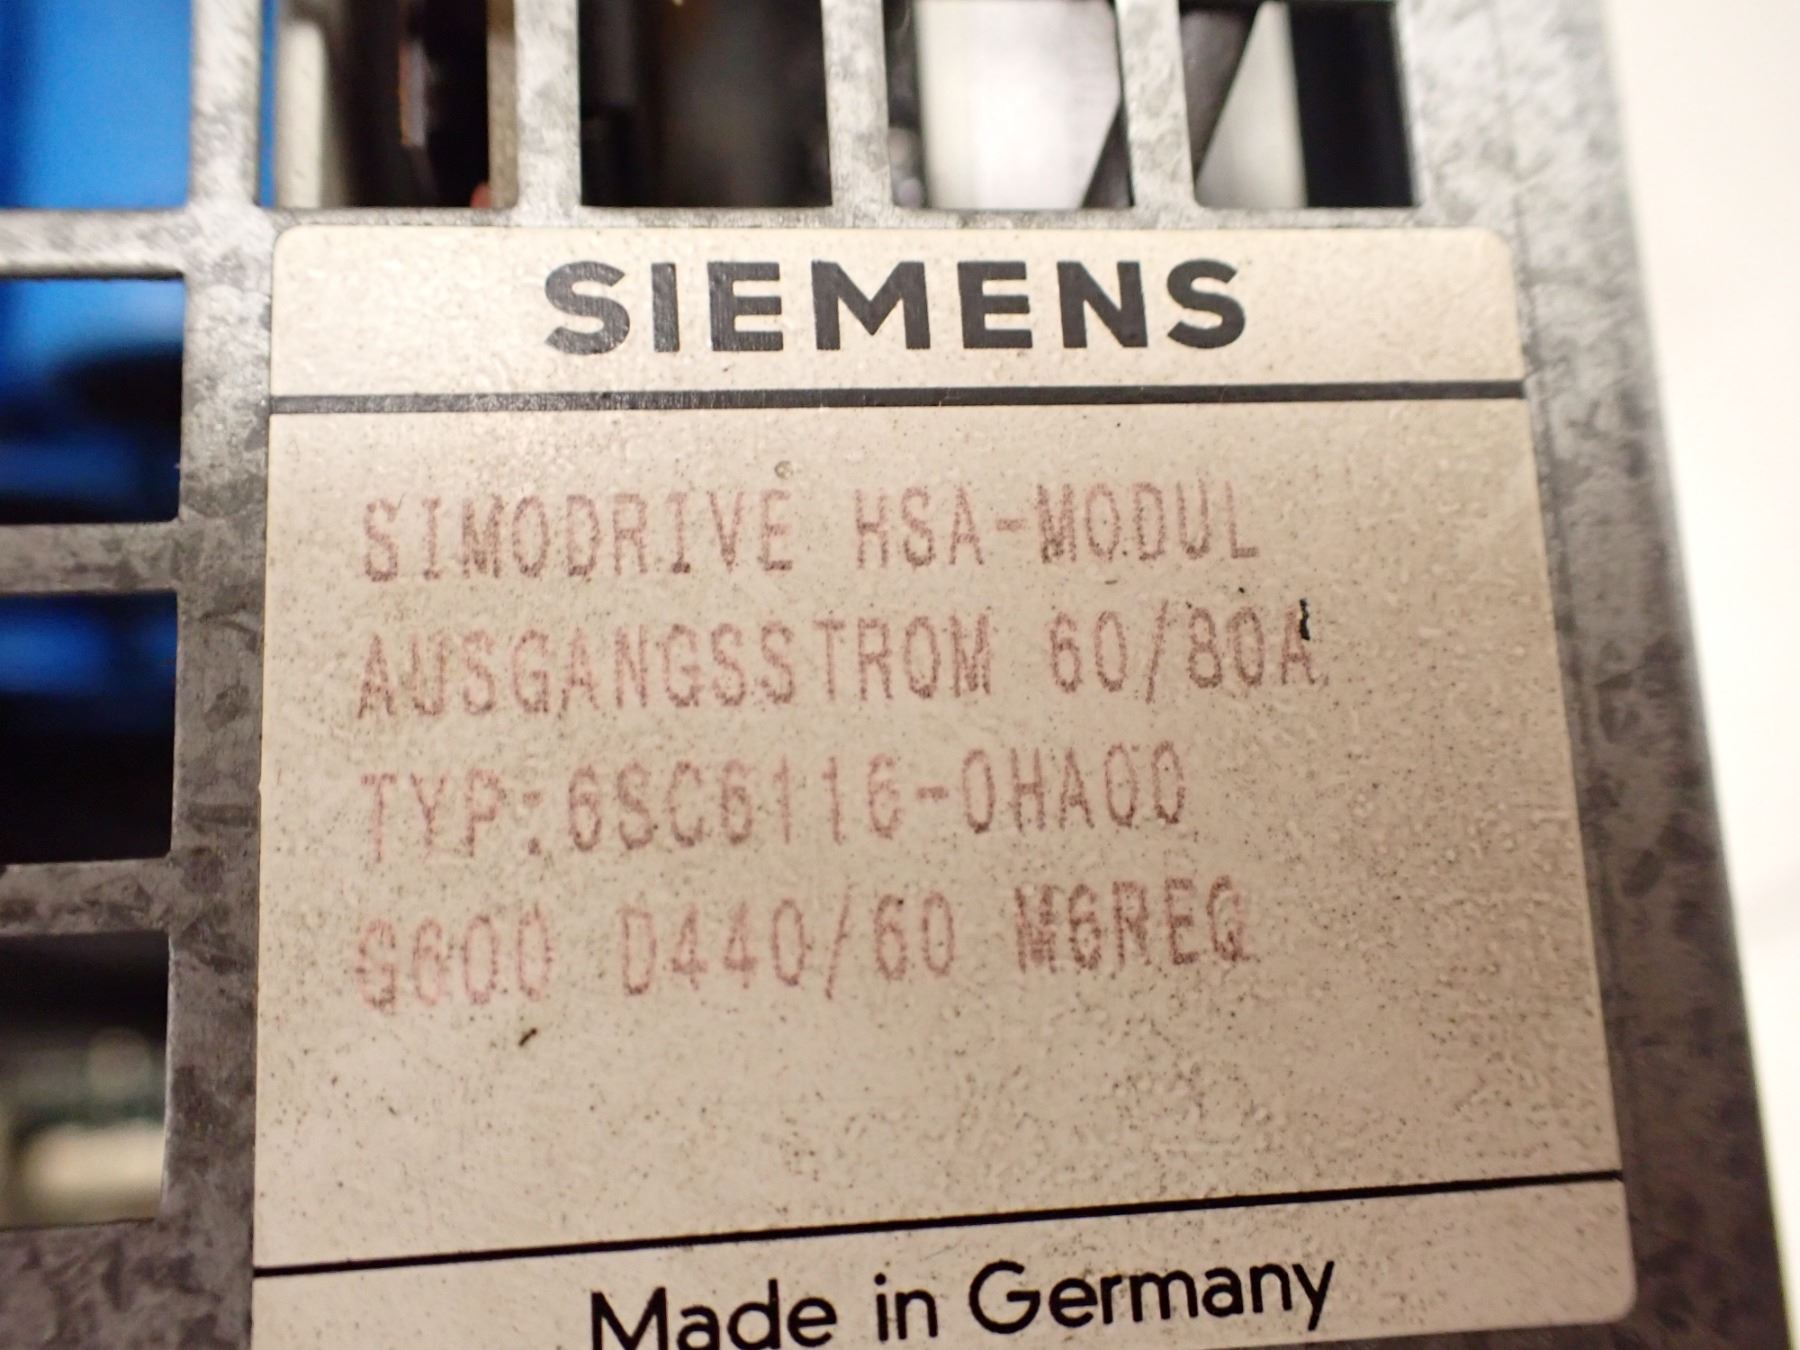 SIEMENS
SIMODRIVE HSA-MODUL
AUSGANGSSTROM 60/80A
TYP:6SC6116-0HA00
G600 D440/60 M6REG
Made in Germany